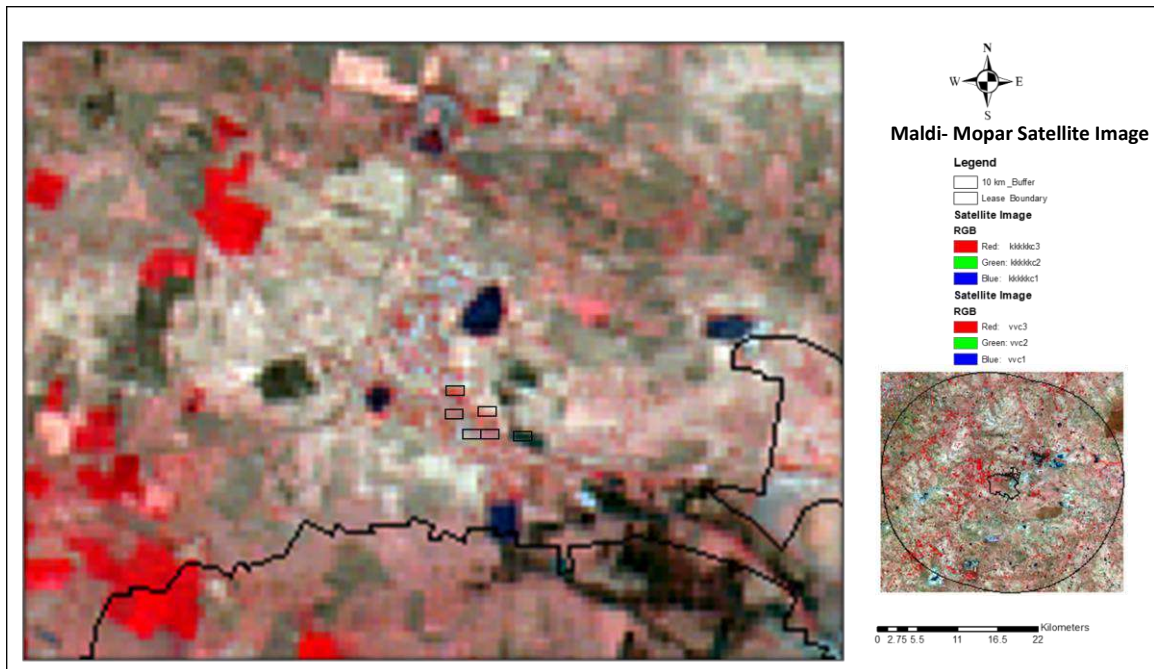 N
W E
S
Maldi- Mopar Satellite Image
Legend
10 km _Buffer
Lease Boundary
Satellite Image
RGB
Red: kkkkkc3
Green: kkkkkc2
Blue: kkkkkc1
Satellite Image
RGB
Red: vvc3
Green: vvc2
Blue: vvc1
Kilometers
0 2.75 5.5 11 16.5 22